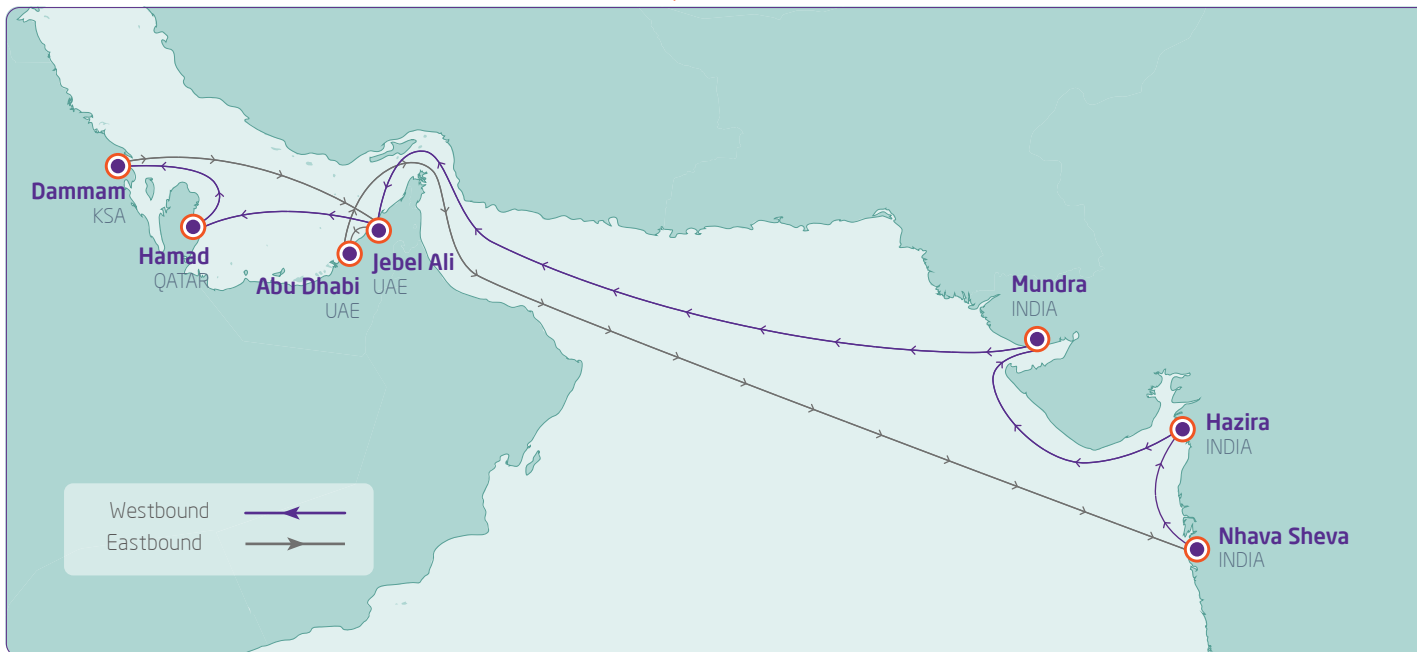 Dammam
KSA
Hamad
QATAR
Abu Dhabi
UAE
Jebel Ali
UAE
Mundra
INDIA
Hazira
INDIA
Nhava Sheva
INDIA
Westbound
Eastbound